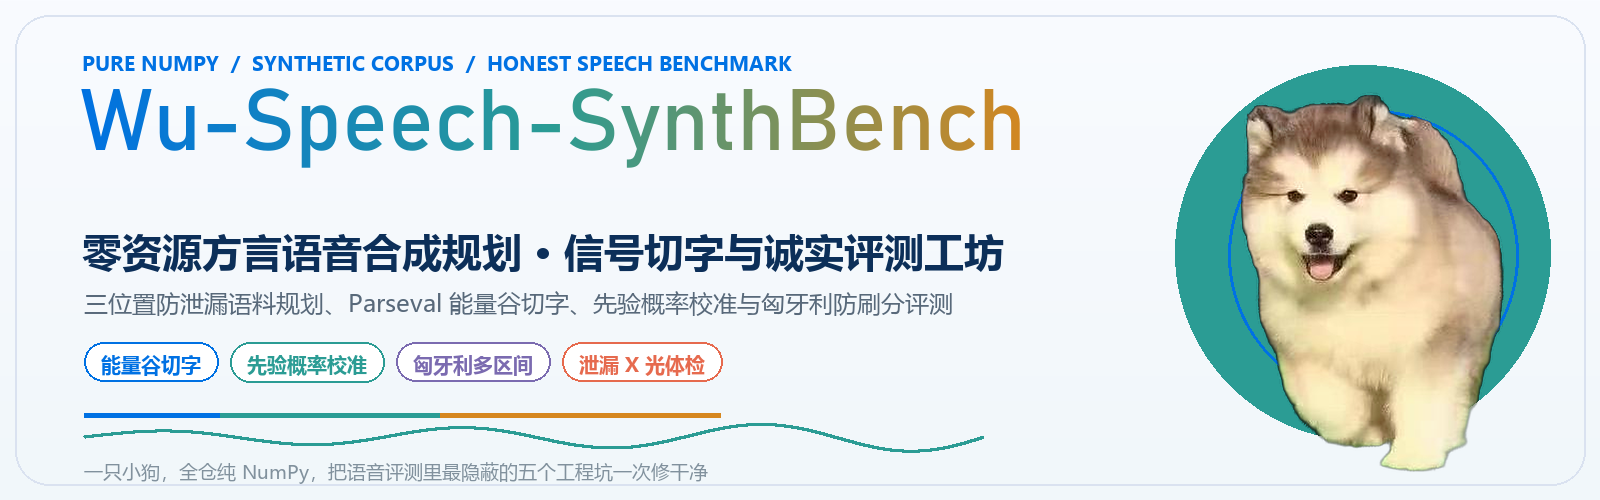 PURE NUMPY / SYNTHETIC CORPUS / HONEST SPEECH BENCHMARK
Wu-Speech-SynthBench
零资源方言语音合成规划 • 信号切字与诚实评测工坊
三位置防泄漏语料规划、Parseval 能量谷切字、先验概率校准与匈牙利防刷分评测
能量谷切字 先验概率校准 匈牙利多区间 泄漏 X 光体检
一只小狗，全仓纯 NumPy，把语音评测里最隐蔽的五个工程坑一次修干净